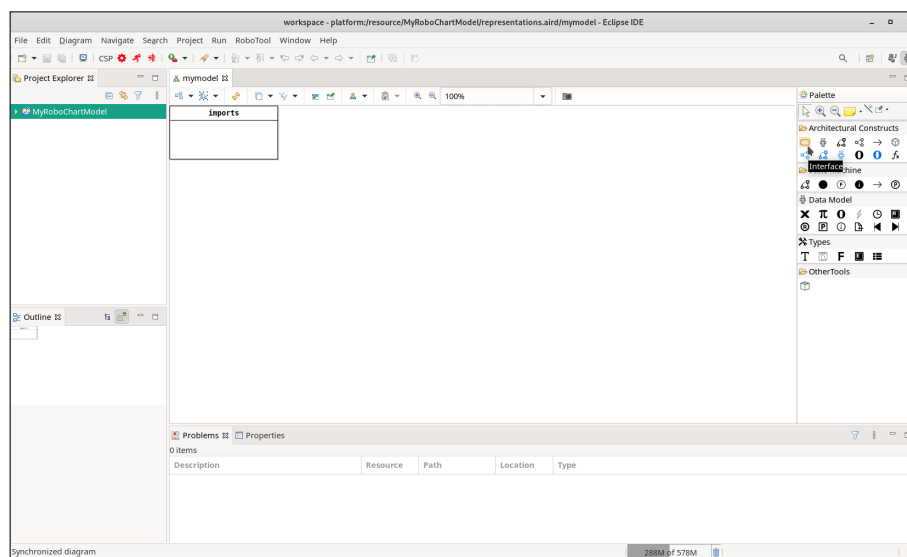 workspace - platform:/resource/MyRoboChartModel/representations.aird/mymodel - Eclipse IDE
File Edit Diagram Navigate Search Project Run RoboTool Window Help
CSP
Project Explorer
mymodel
100%
Palette
MyRoboChartModel
imports
Architectural Constructs
Interface
chine
Data Model
Types
OtherTools
Outline
Problems
Properties
0 items
Description Resource Path Location Type
Synchronized diagram
288M of 578M